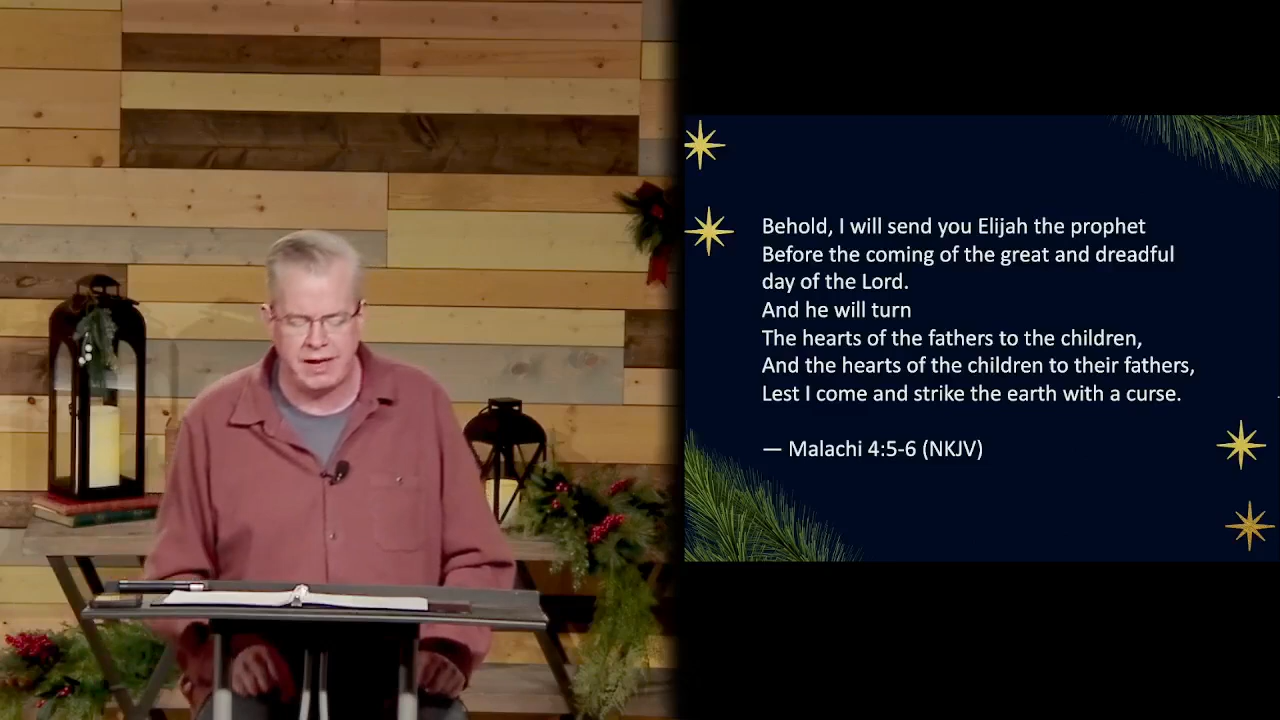 Behold, I will send you Elijah the prophet
Before the coming of the great and dreadful
day of the Lord.
And he will turn
The hearts of the fathers to the children,
And the hearts of the children to their fathers,
Lest I come and strike the earth with a curse.
— Malachi 4:5-6 (NKJV)